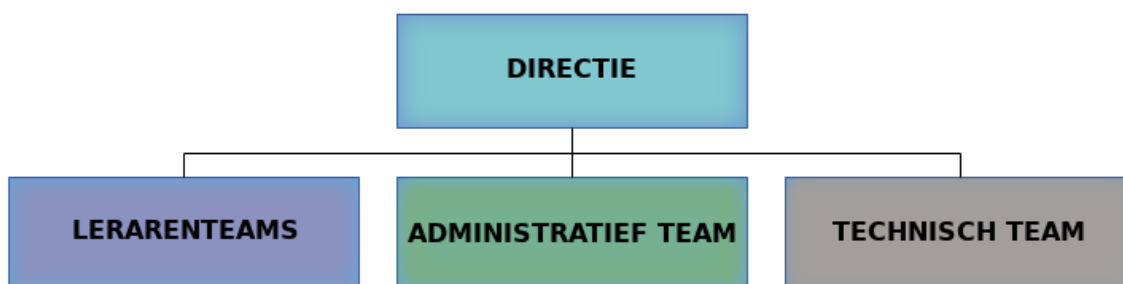 DIRECTIE
LERARENTEAMS
ADMINISTRATIEF TEAM
TECHNISCH TEAM